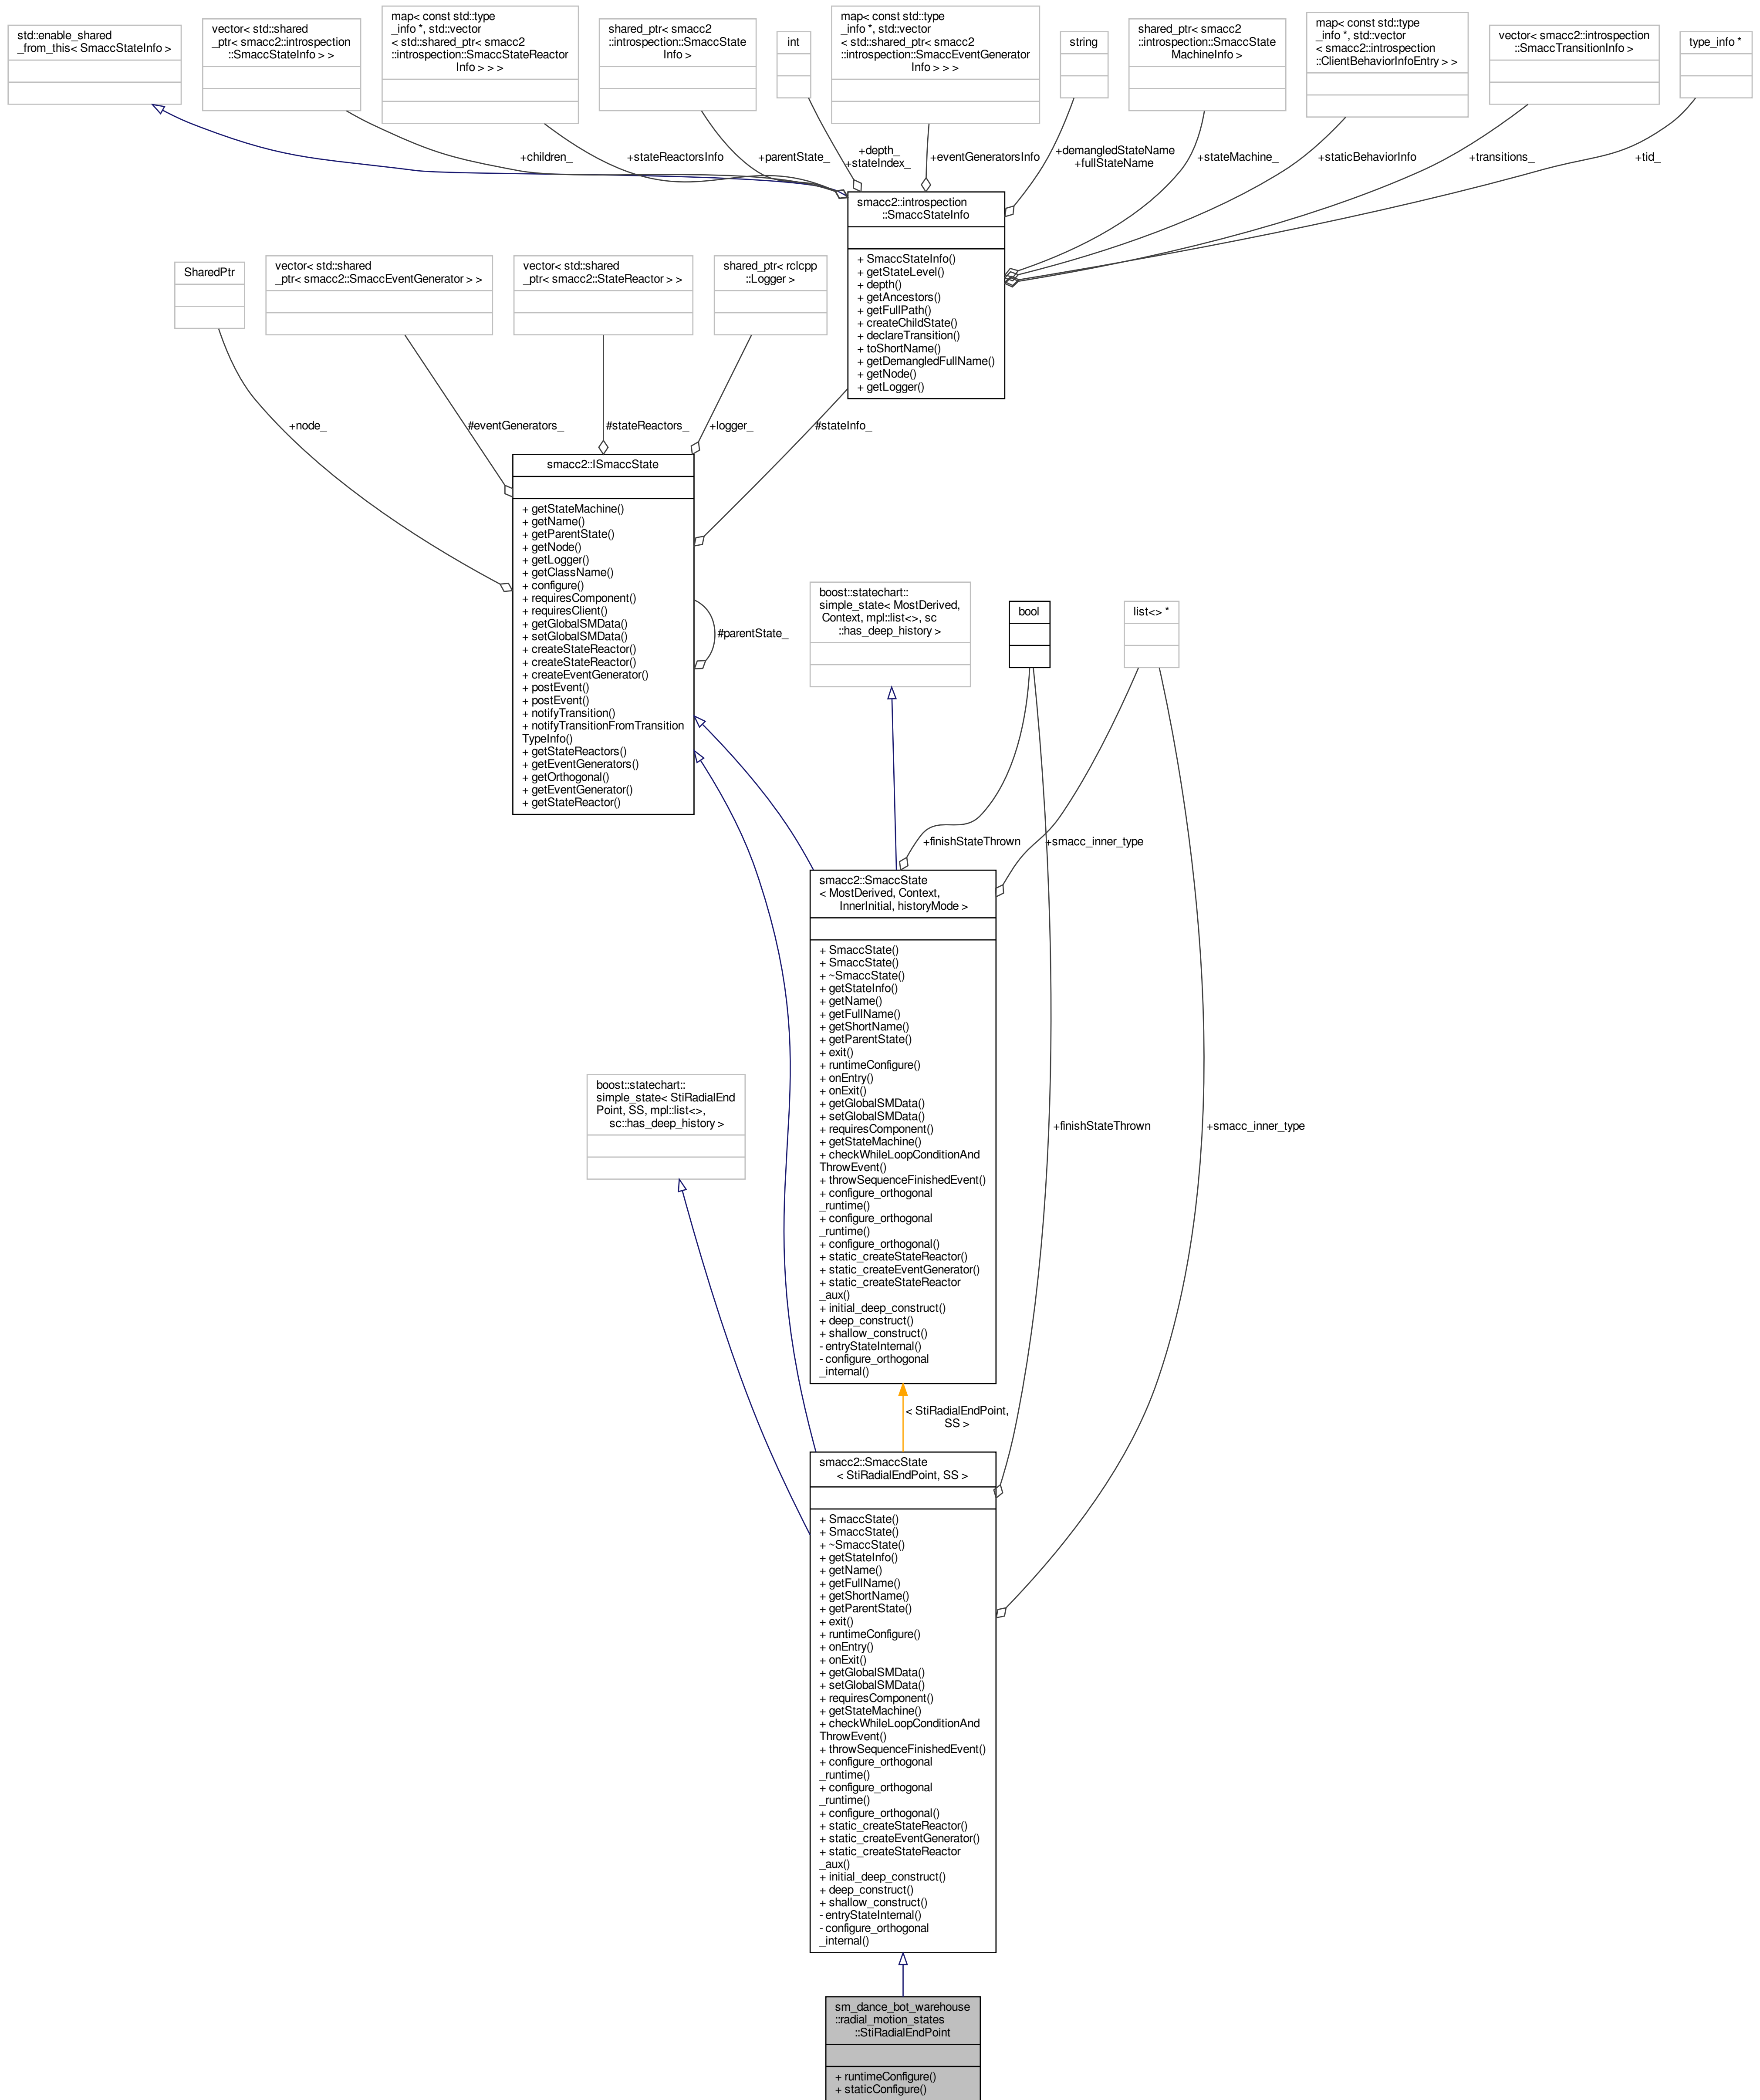 std::enable_shared
_from_this< SmaccStateInfo >
vector< std::shared
_ptr< smacc2::introspection
::SmaccStateInfo > >
map< const std::type
_info *, std::vector
< std::shared_ptr< smacc2
::introspection::SmaccStateReactor
Info > > >
shared_ptr< smacc2
::introspection::SmaccState
Info >
int
map< const std::type
_info *, std::vector
< std::shared_ptr< smacc2
::introspection::SmaccEventGenerator
Info > > >
string
shared_ptr< smacc2
::introspection::SmaccState
MachineInfo >
map< const std::type
_info *, std::vector
< smacc2::introspection
::ClientBehaviorInfoEntry > >
vector< smacc2::introspection
::SmaccTransitionInfo >
type_info *
+children_
+stateReactorsInfo
+parentState_
+depth_
+stateIndex_
+eventGeneratorsInfo
+demangledStateName
+fullStateName
+stateMachine_
+staticBehaviorInfo
+transitions_
+tid_
smacc2::introspection
::SmaccStateInfo
+ SmaccStateInfo()
+ getStateLevel()
+ depth()
+ getAncestors()
+ getFullPath()
+ createChildState()
+ declareTransition()
+ toShortName()
+ getDemangledFullName()
+ getNode()
+ getLogger()
SharedPtr
vector< std::shared
_ptr< smacc2::SmaccEventGenerator > >
vector< std::shared
_ptr< smacc2::StateReactor > >
shared_ptr< rclcpp
::Logger >
+node_
#eventGenerators_
#stateReactors_
+logger_
#stateInfo_
smacc2::ISmaccState
+ getStateMachine()
+ getName()
+ getParentState()
+ getNode()
+ getLogger()
+ getClassName()
+ configure()
+ requiresComponent()
+ requiresClient()
+ getGlobalSMData()
+ setGlobalSMData()
+ createStateReactor()
+ createStateReactor()
+ createEventGenerator()
+ postEvent()
+ postEvent()
+ notifyTransition()
+ notifyTransitionFromTransition
TypeInfo()
+ getStateReactors()
+ getEventGenerators()
+ getOrthogonal()
+ getEventGenerator()
+ getStateReactor()
#parentState_
boost::statechart::
simple_state< MostDerived,
Context, mpl::list<>, sc
::has_deep_history >
bool
list<> *
+finishStateThrown
+smacc_inner_type
smacc2::SmaccState
< MostDerived, Context,
InnerInitial, historyMode >
+ SmaccState()
+ SmaccState()
+ ~SmaccState()
+ getStateInfo()
+ getName()
+ getFullName()
+ getShortName()
+ getParentState()
+ exit()
+ runtimeConfigure()
+ onEntry()
+ onExit()
+ getGlobalSMData()
+ setGlobalSMData()
+ requiresComponent()
+ getStateMachine()
+ checkWhileLoopConditionAnd
ThrowEvent()
+ throwSequenceFinishedEvent()
+ configure_orthogonal
_runtime()
+ configure_orthogonal
_runtime()
+ configure_orthogonal()
+ static_createStateReactor()
+ static_createEventGenerator()
+ static_createStateReactor
_aux()
+ initial_deep_construct()
+ deep_construct()
+ shallow_construct()
- entryStateInternal()
- configure_orthogonal
_internal()
boost::statechart::
simple_state< StiRadialEnd
Point, SS, mpl::list<>,
sc::has_deep_history >
+finishStateThrown
+smacc_inner_type
< StiRadialEndPoint,
SS >
smacc2::SmaccState
< StiRadialEndPoint, SS >
+ SmaccState()
+ SmaccState()
+ ~SmaccState()
+ getStateInfo()
+ getName()
+ getFullName()
+ getShortName()
+ getParentState()
+ exit()
+ runtimeConfigure()
+ onEntry()
+ onExit()
+ getGlobalSMData()
+ setGlobalSMData()
+ requiresComponent()
+ getStateMachine()
+ checkWhileLoopConditionAnd
ThrowEvent()
+ throwSequenceFinishedEvent()
+ configure_orthogonal
_runtime()
+ configure_orthogonal
_runtime()
+ configure_orthogonal()
+ static_createStateReactor()
+ static_createEventGenerator()
+ static_createStateReactor
_aux()
+ initial_deep_construct()
+ deep_construct()
+ shallow_construct()
- entryStateInternal()
- configure_orthogonal
_internal()
sm_dance_bot_warehouse
::radial_motion_states
::StiRadialEndPoint
+ runtimeConfigure()
+ staticConfigure()